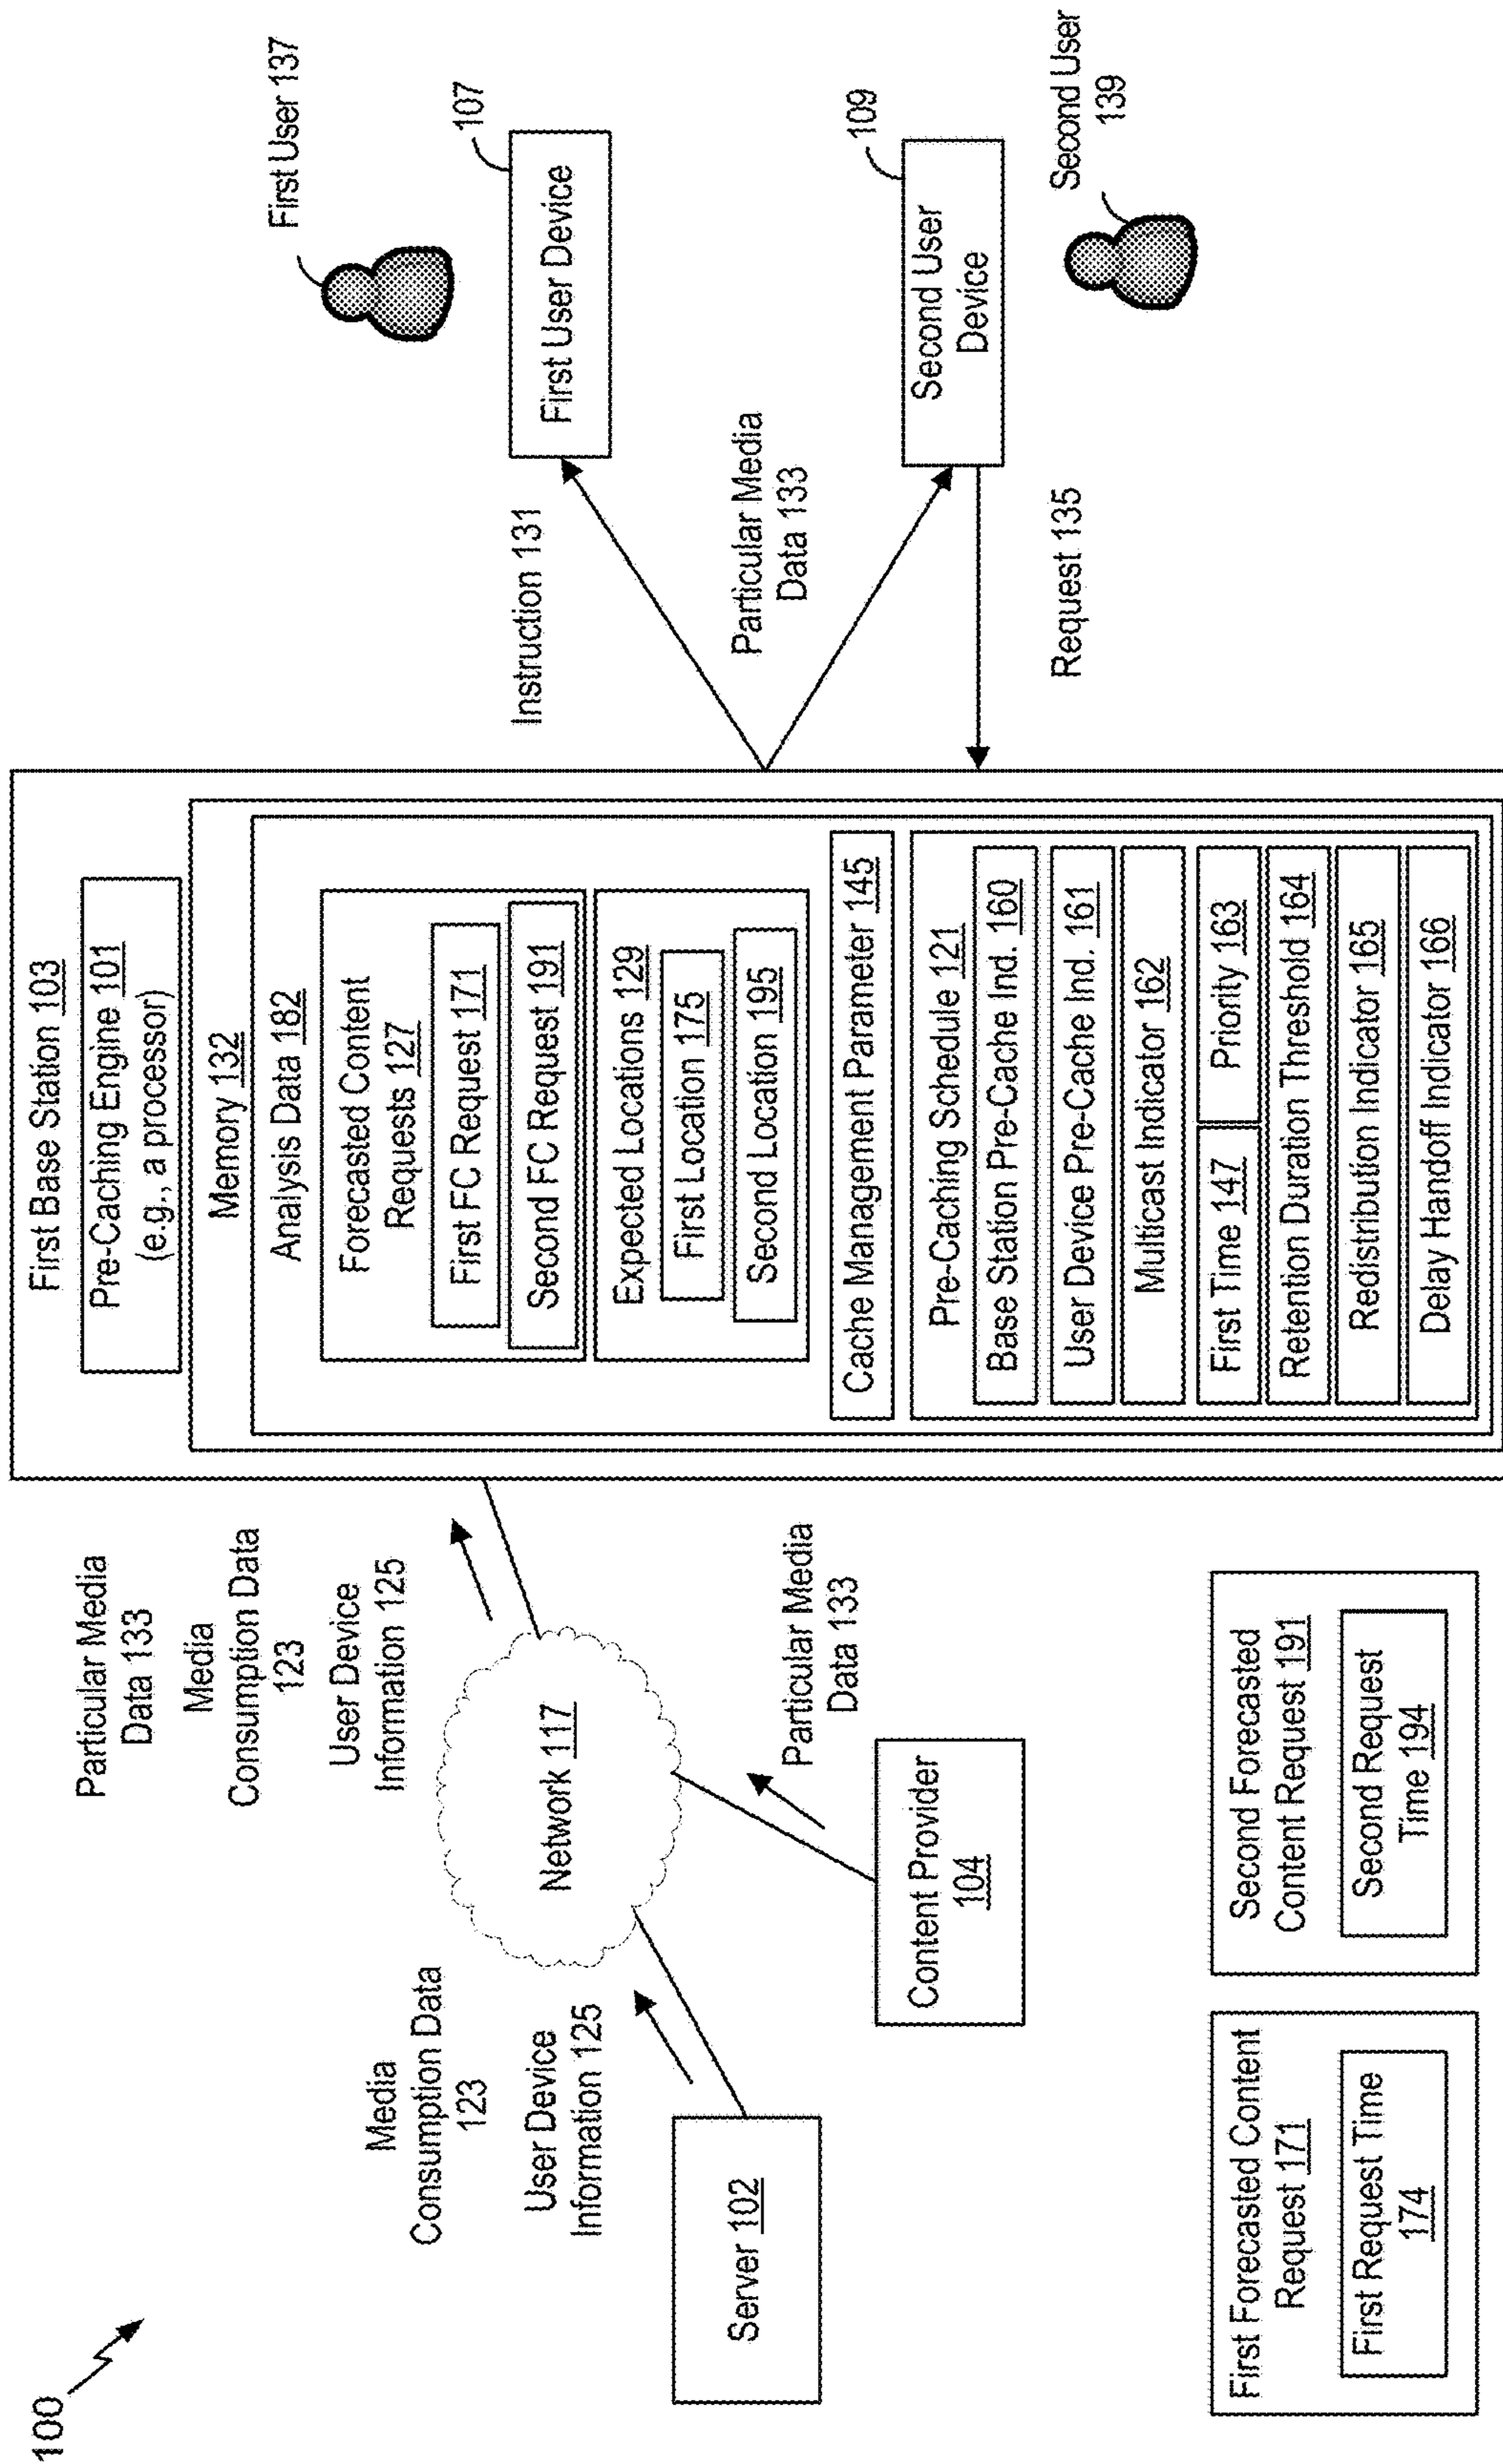 100
Particular Media
Data 133
Media
Consumption Data
123
User Device
Information 125
Media
Consumption Data
123
User Device
Information 125
Network 117
Server 102
Particular Media
Data 133
Content Provider
104
First Forecasted Content
Request 171
First Request Time
174
Second Forecasted
Content Request 191
Second Request
Time 194
First Base Station 103
Pre-Caching Engine 101
(e.g., a processor)
Memory 132
Analysis Data 182
Forecasted Content
Requests 127
First FC Request 171
Second FC Request 191
Expected Locations 129
First Location 175
Second Location 195
Cache Management Parameter 145
Pre-Caching Schedule 121
Base Station Pre-Cache Ind. 160
User Device Pre-Cache Ind. 161
Multicast Indicator 162
First Time 147
Priority 163
Retention Duration Threshold 164
Redistribution Indicator 165
Delay Handoff Indicator 166
Instruction 131
Particular Media
Data 133
Request 135
First User 137
107
First User Device
109
Second User
Device
Second User
139